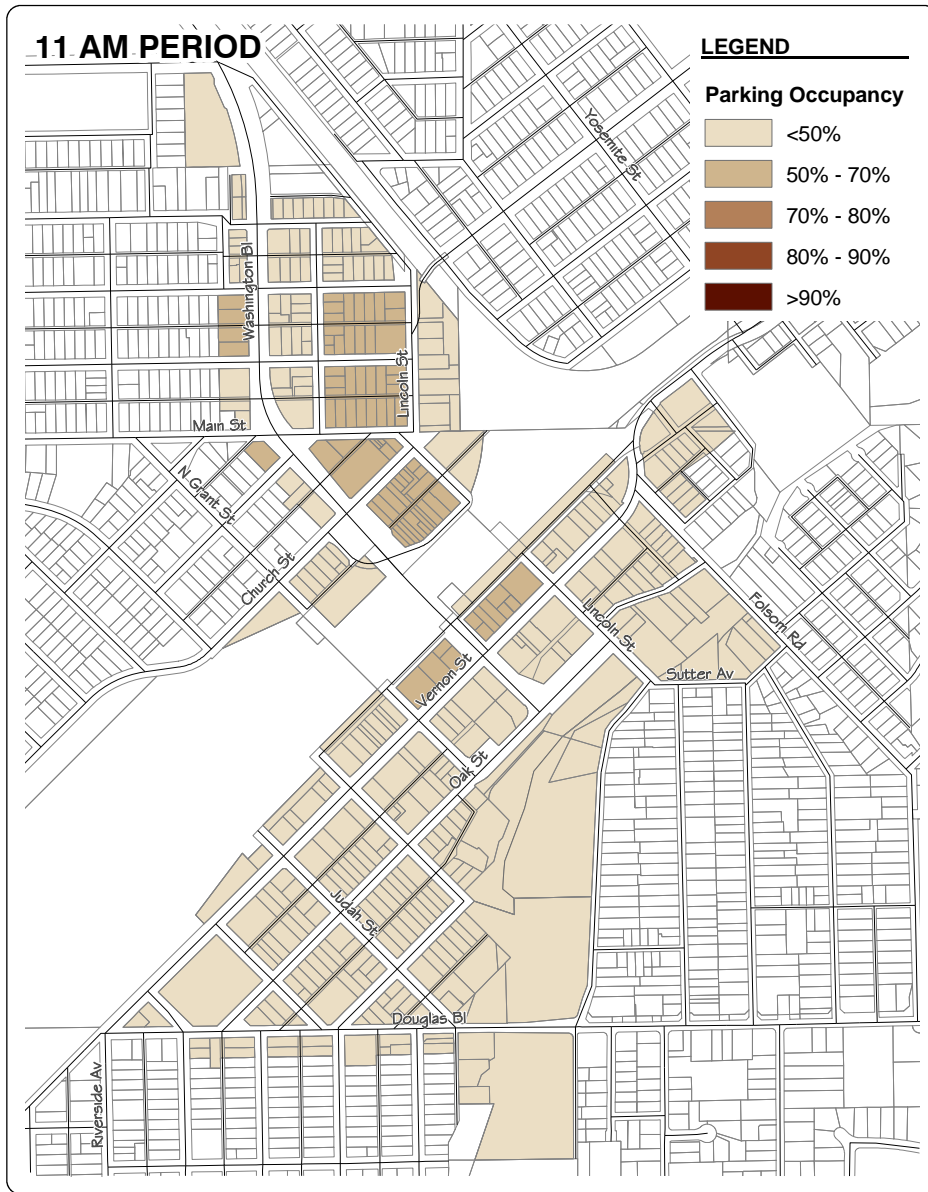 11 AM PERIOD
LEGEND
Parking Occupancy
<50%
50% - 70%
70% - 80%
80% - 90%
>90%
Yosemite St
Washington Bl
Lincoln St
Main St
N Grant St
Church St
Lincoln St
Folsom Rd
Sutter Av
Vernon St
Oak St
Judah St
Douglas Bl
Riverside Av